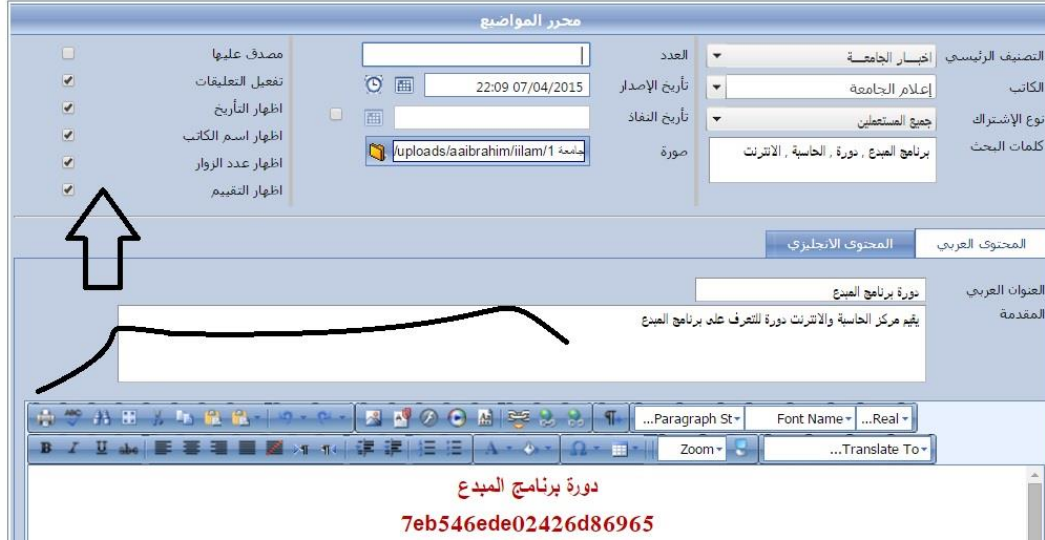 محرر المواضيع
التصنيف الرئيسي اخبـــار الجامعـــة
الكاتب إعلام الجامعة
نوع الإشتراك جميع المستعملين
كلمات البحث برنامج المبدع , دورة , الحاسبة , الانترنت
العدد
تأريخ الإصدار 22:09 07/04/2015
تأريخ النفاذ
صورة /uploads/aaibrahim/iilam/1 جامعة
مصدق عليها
تفعيل التعليقات
اظهار التأريخ
اظهار اسم الكاتب
اظهار عدد الزوار
اظهار التقييم
المحتوى العربي المحتوى الانجليزي
العنوان العربي دورة برنامج المبدع
المقدمة يقيم مركز الحاسبة والانترنت دورة للتعرف على برنامج المبدع
...Paragraph St Font Name ...Real
B I U abc A Ω Zoom ...Translate To
دورة برنامج المبدع
7eb546ede02426d86965